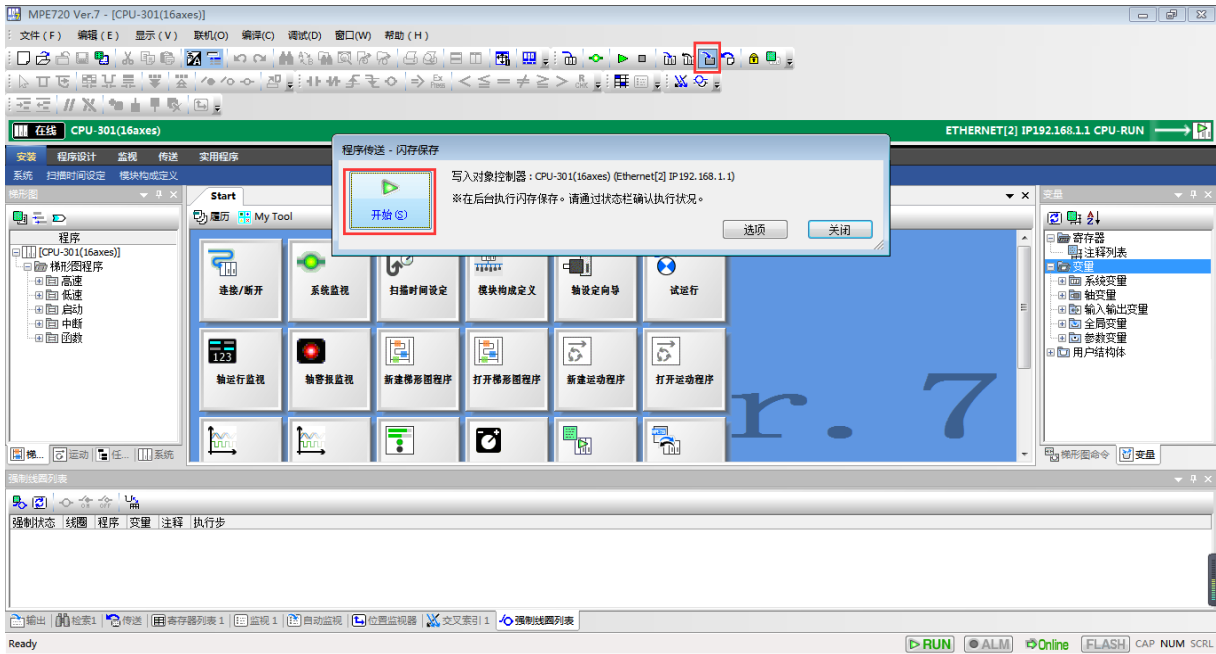 MPE720 Ver.7 - [CPU-301(16axes)]
文件(F) 编辑(E) 显示(V) 联机(O) 编译(C) 调试(D) 窗口(W) 帮助(H)
在线 CPU-301(16axes) ETHERNET[2] IP192.168.1.1 CPU-RUN
安装 程序设计 监视 传送 实用程序
系统 扫描时间设定 模块构成定义
程序传送 - 闪存保存
写入对象控制器 : CPU-301(16axes) (Ethernet[2] IP192.168.1.1)
※在后台执行闪存保存。请通过状态栏确认执行状况。
开始(S)
选项 关闭
梯形图
程序
[CPU-301(16axes)]
梯形图程序
高速
低速
启动
中断
函数
梯... 运动 任... 系统
Start
履历 My Tool
连接/断开 系统监视 扫描时间设定 模块构成定义 轴设定向导 试运行
123
轴运行监视 轴警报监视 新建梯形图程序 打开梯形图程序 新建运动程序 打开运动程序
r. 7
变量
寄存器
注释列表
变量
系统变量
轴变量
输入输出变量
全局变量
参数变量
用户结构体
梯形图命令 变量
强制线圈列表
强制状态 线圈 程序 变量 注释 执行步
输出 检索1 传送 寄存器列表 1 监视 1 自动监视 位置监视器 交叉索引 1 强制线圈列表
Ready RUN ALM Online FLASH CAP NUM SCRL